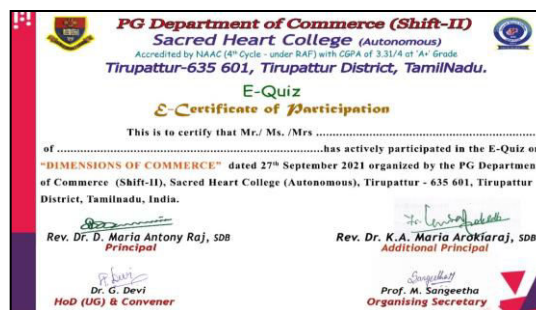 PG Department of Commerce (Shift-II)
Sacred Heart College (Autonomous)
Accredited by NAAC (4th Cycle - under RAF) with CGPA of 3.31/4 at 'A+' Grade
Tirupattur-635 601, Tirupattur District, TamilNadu.
E-Quiz
E-Certificate of Participation
This is to certify that Mr./ Ms. /Mrs ......................................................
of ..........................................................................has actively participated in the E-Quiz on
"DIMENSIONS OF COMMERCE" dated 27th September 2021 organized by the PG Departmen
of Commerce (Shift-II), Sacred Heart College (Autonomous), Tirupattur - 635 601, Tirupattur
District, Tamilnadu, India.
Rev. Dr. D. Maria Antony Raj, SDB
Principal
Rev. Dr. K.A. Maria Arokiaraj, SDB
Additional Principal
G. Devi
Dr. G. Devi
HoD (UG) & Convener
Sangeetha
Prof. M. Sangeetha
Organising Secretary